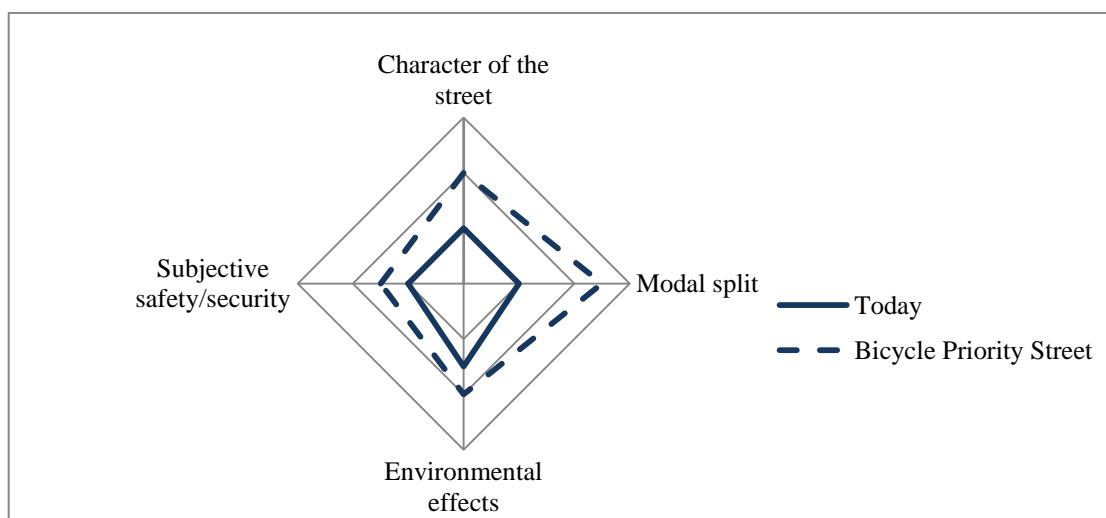 Character of the
street
Subjective
safety/security
Modal split
Today
Bicycle Priority Street
Environmental
effects